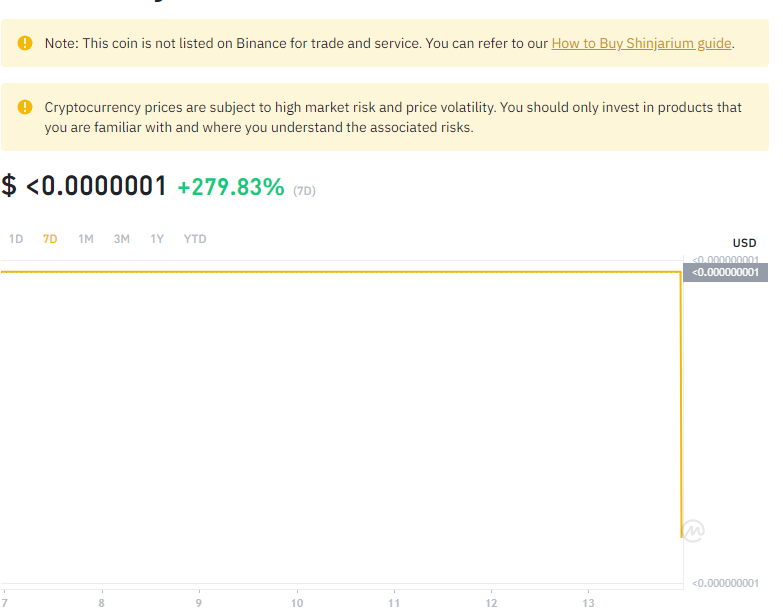 Note: This coin is not listed on Binance for trade and service. You can refer to our How to Buy Shinjarium guide.
Cryptocurrency prices are subject to high market risk and price volatility. You should only invest in products that
you are familiar with and where you understand the associated risks.
$ <0.0000001 +279.83% (7D)
1D 7D 1M 3M 1Y YTD
USD
<0.000000001
<0.000000001
<0.000000001
7 8 9 10 11 12 13